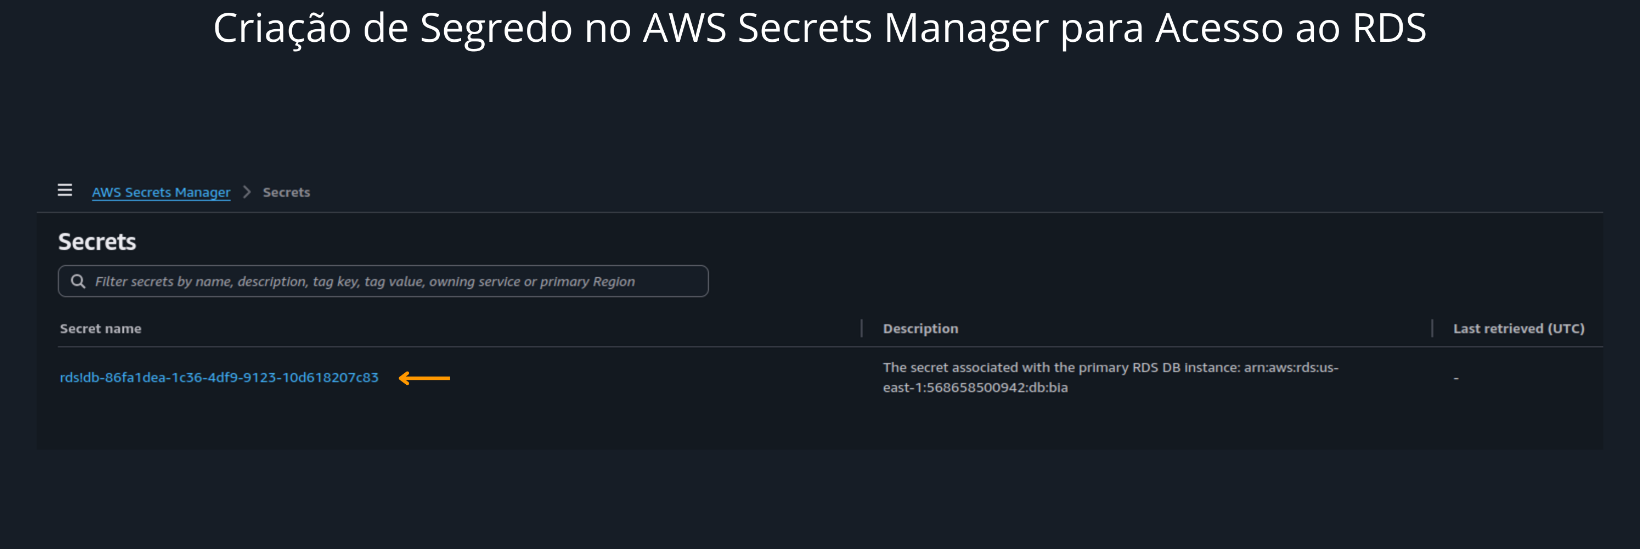 Criação de Segredo no AWS Secrets Manager para Acesso ao RDS
AWS Secrets Manager > Secrets
Secrets
Filter secrets by name, description, tag key, tag value, owning service or primary Region
Secret name | Description | Last retrieved (UTC)
rds!db-86fa1dea-1c36-4df9-9123-10d618207c83
The secret associated with the primary RDS DB instance: arn:aws:rds:us-
east-1:568658500942:db:bia
-